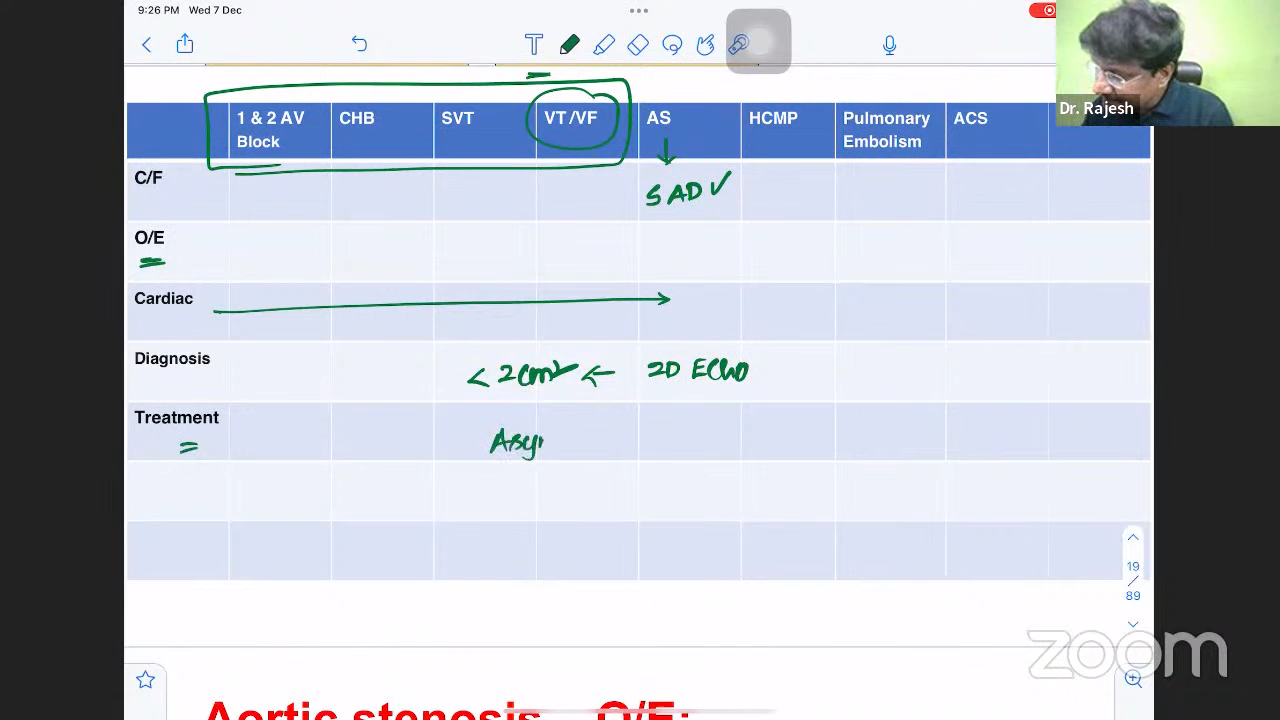 9:26 PM Wed 7 Dec
T
Dr. Rajesh
1 & 2 AV Block
CHB
SVT
VT/VF
AS
HCMP
Pulmonary Embolism
ACS
C/F
SAD ✓
O/E
Cardiac
Diagnosis
< 2cm² ← 2D ECHO
Treatment
Asy
19
/
89
zoom
Aortic stenosis O/E: